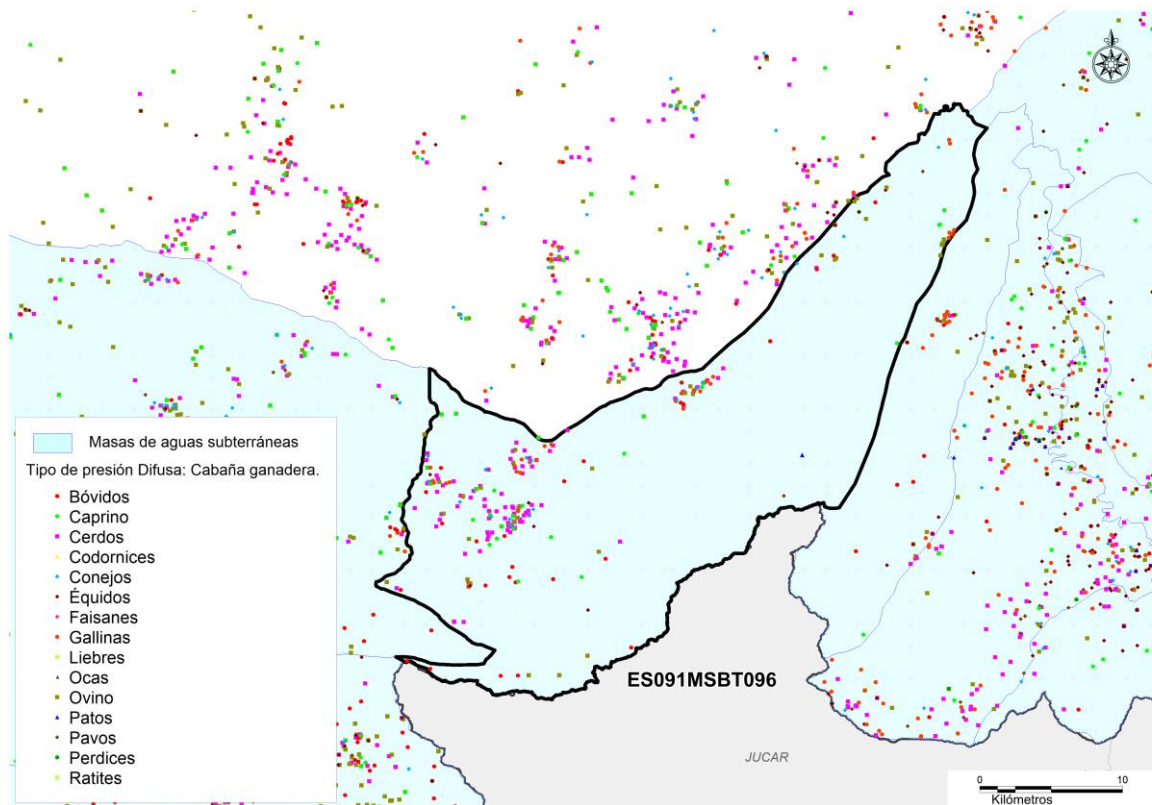 Masas de aguas subterráneas
Tipo de presión Difusa: Cabaña ganadera.
Bóvidos
Caprino
Cerdos
Codornices
Conejos
Équidos
Faisanes
Gallinas
Liebres
Ocas
Ovino
Patos
Pavos
Perdices
Ratites
ES091MSBT096
JUCAR
0 10
Kilómetros